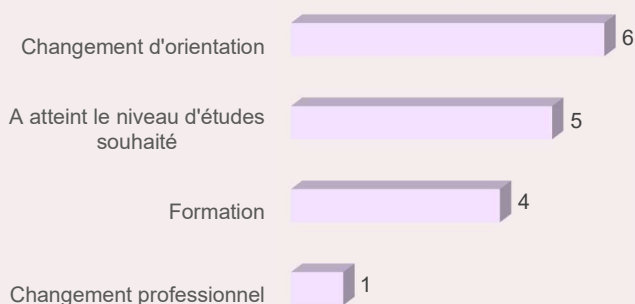 Changement d'orientation
6
A atteint le niveau d'études
souhaité
5
Formation
4
Changement professionnel
1